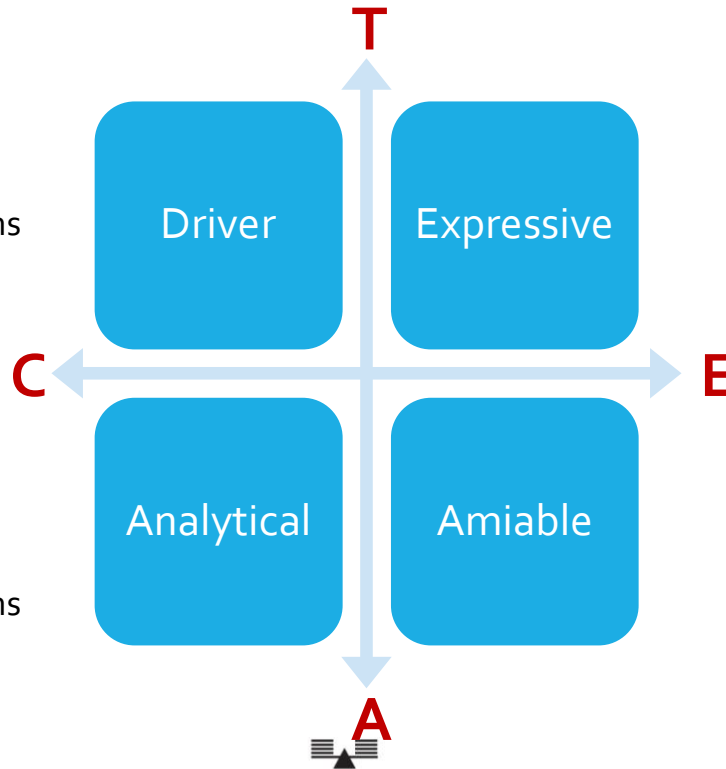 T
ns
Driver
Expressive
C
E
Analytical
Amiable
ns
A